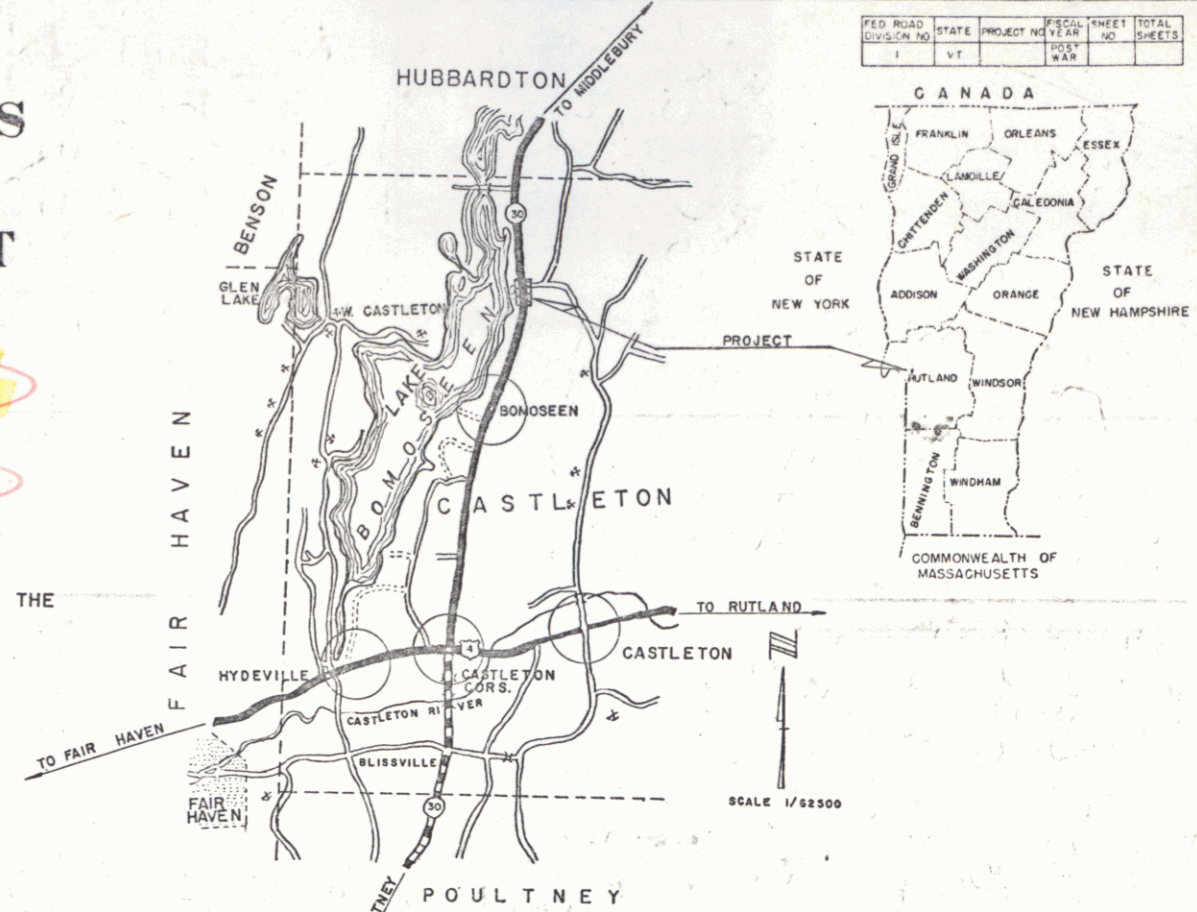 FED ROAD DIVISION NO
STATE
PROJECT NO
FISCAL YEAR
SHEET NO
TOTAL SHEETS
1
VT
POST WAR
S
T
THE
HUBBARDTON
TO MIDDLEBURY
30
BENSON
GLEN
LAKE
W. CASTLETON
LAKE
BOMOSEEN
PROJECT
BOMOSEEN
CASTLETON
FAIR HAVEN
TO RUTLAND
4
CASTLETON
HYDEVILLE
CASTLETON
CORS.
CASTLETON RIVER
TO FAIR HAVEN
BLISSVILLE
FAIR
HAVEN
30
SCALE 1/62500
TNEY
POULTNEY
CANADA
GRAND ISLE
FRANKLIN
ORLEANS
ESSEX
LAMOILLE
CALEDONIA
CHITTENDEN
WASHINGTON
STATE
OF
NEW YORK
ADDISON
ORANGE
STATE
OF
NEW HAMPSHIRE
RUTLAND
WINDSOR
BENNINGTON
WINDHAM
COMMONWEALTH OF
MASSACHUSETTS
N